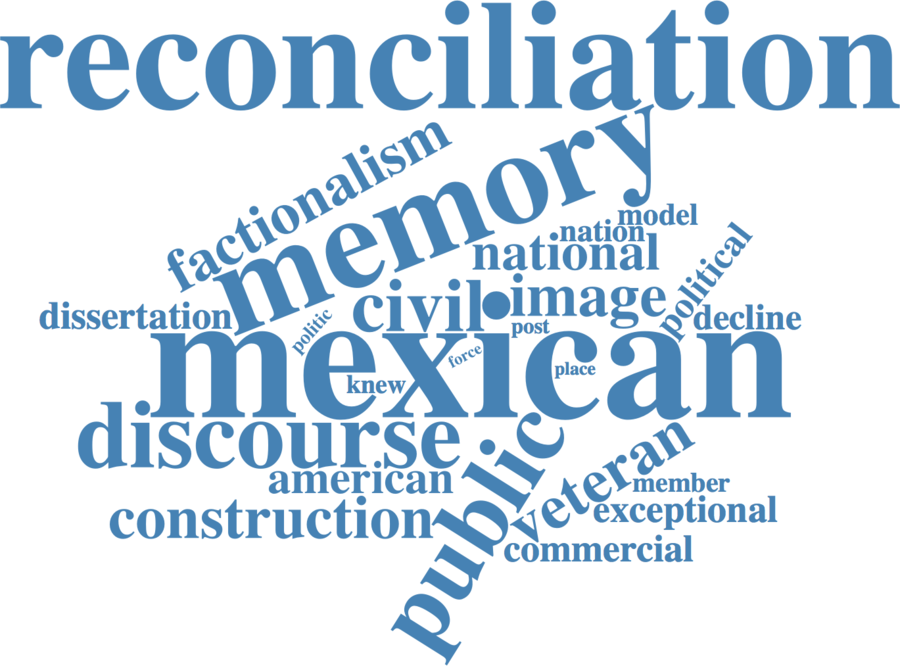 reconciliation
factionalism
memory
model
nation
national
political
dissertation
politic
civil
image
post
decline
mexican
force
knew
place
discourse
public
veteran
american
member
construction
exceptional
commercial